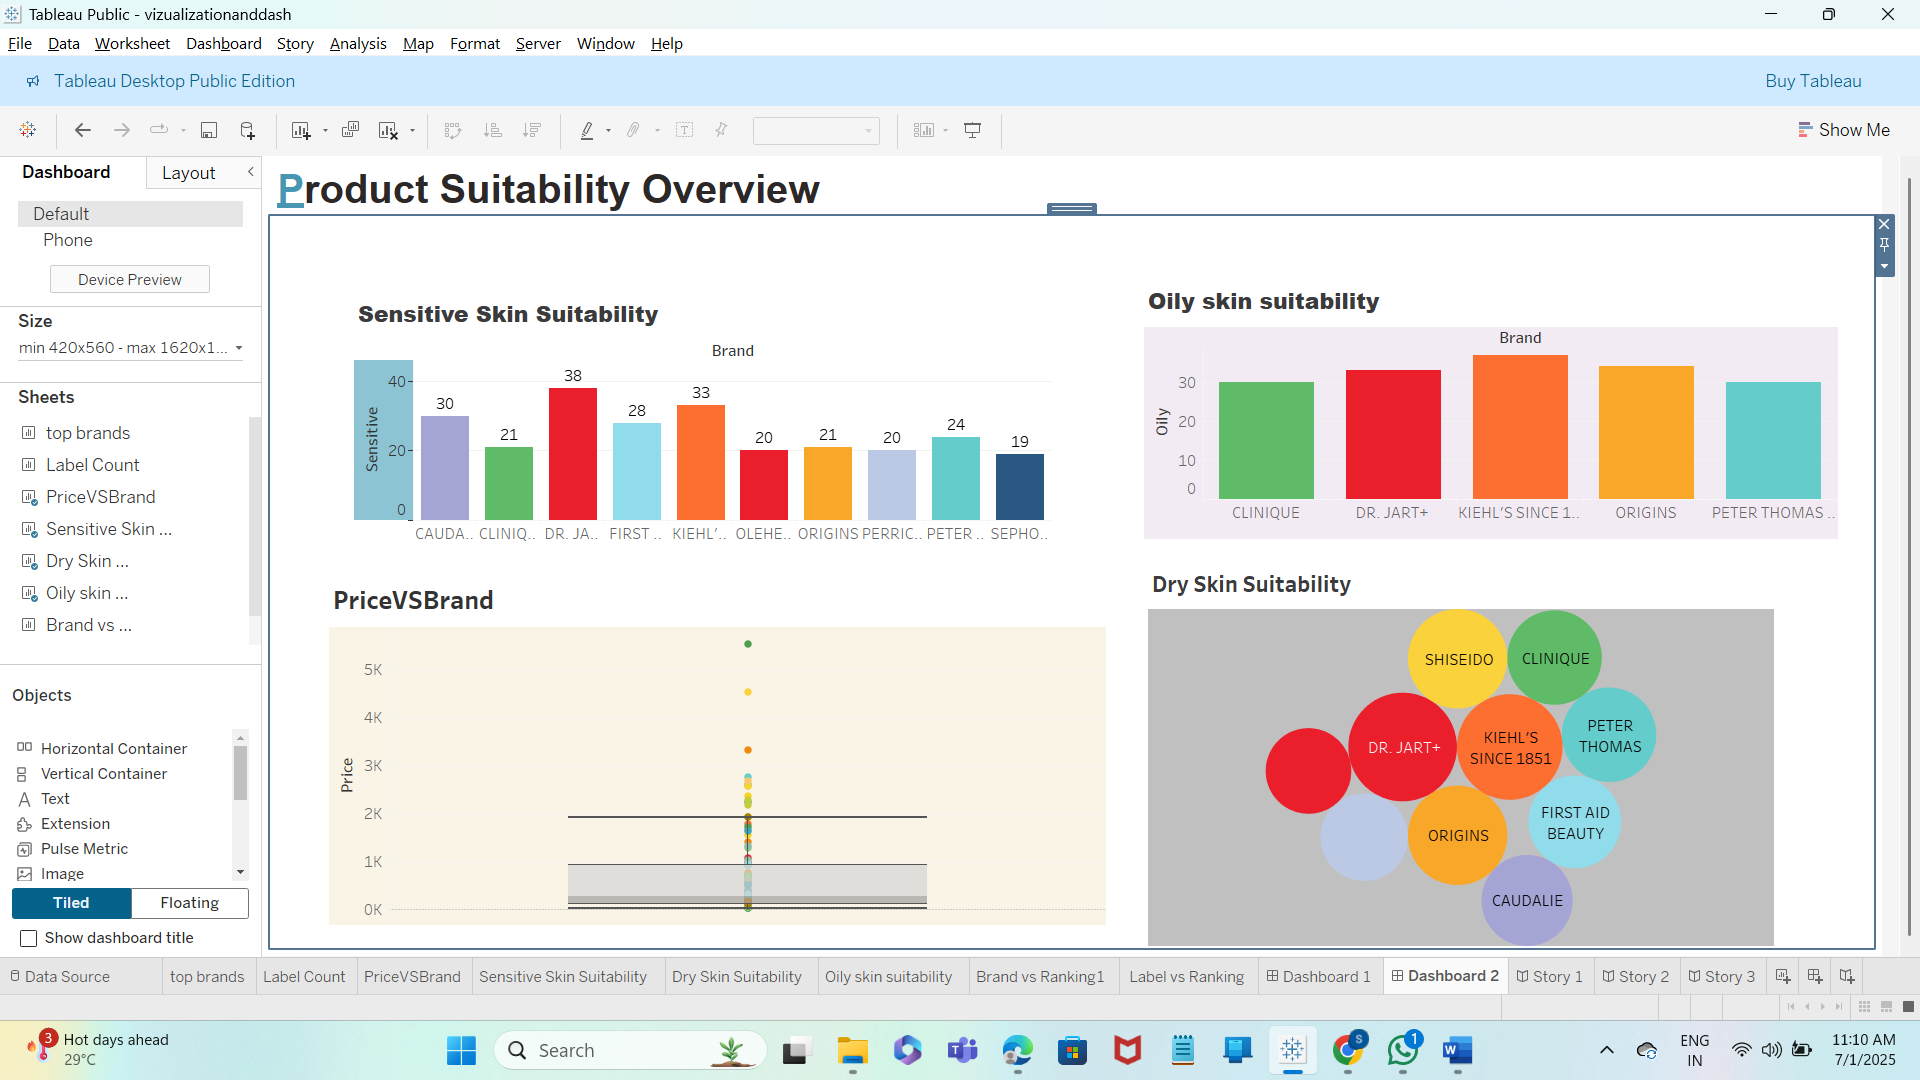 Tableau Public - vizualizationanddash
File Data Worksheet Dashboard Story Analysis Map Format Server Window Help
Tableau Desktop Public Edition
Buy Tableau
Show Me
Dashboard
Layout
Default
Phone
Device Preview
Size
min 420x560 - max 1620x1...
Sheets
top brands
Label Count
PriceVSBrand
Sensitive Skin ...
Dry Skin ...
Oily skin ...
Brand vs ...
Objects
Horizontal Container
Vertical Container
Text
Extension
Pulse Metric
Image
Tiled
Floating
Show dashboard title
Product Suitability Overview
Sensitive Skin Suitability
Brand
Sensitive
40
20
0
30
21
38
28
33
20
21
20
24
19
CAUDA.. CLINIQ.. DR. JA.. FIRST .. KIEHL'.. OLEHE.. ORIGINS PERRIC.. PETER .. SEPHO..
Oily skin suitability
Brand
Oily
30
20
10
0
CLINIQUE DR. JART+ KIEHL'S SINCE 1.. ORIGINS PETER THOMAS ..
PriceVSBrand
Price
5K
4K
3K
2K
1K
0K
Dry Skin Suitability
SHISEIDO
CLINIQUE
DR. JART+
KIEHL'S
SINCE 1851
PETER
THOMAS
ORIGINS
FIRST AID
BEAUTY
CAUDALIE
Data Source
top brands
Label Count
PriceVSBrand
Sensitive Skin Suitability
Dry Skin Suitability
Oily skin suitability
Brand vs Ranking1
Label vs Ranking
Dashboard 1
Dashboard 2
Story 1
Story 2
Story 3
3
Hot days ahead
29°C
Search
S
1
ENG
IN
11:10 AM
7/1/2025